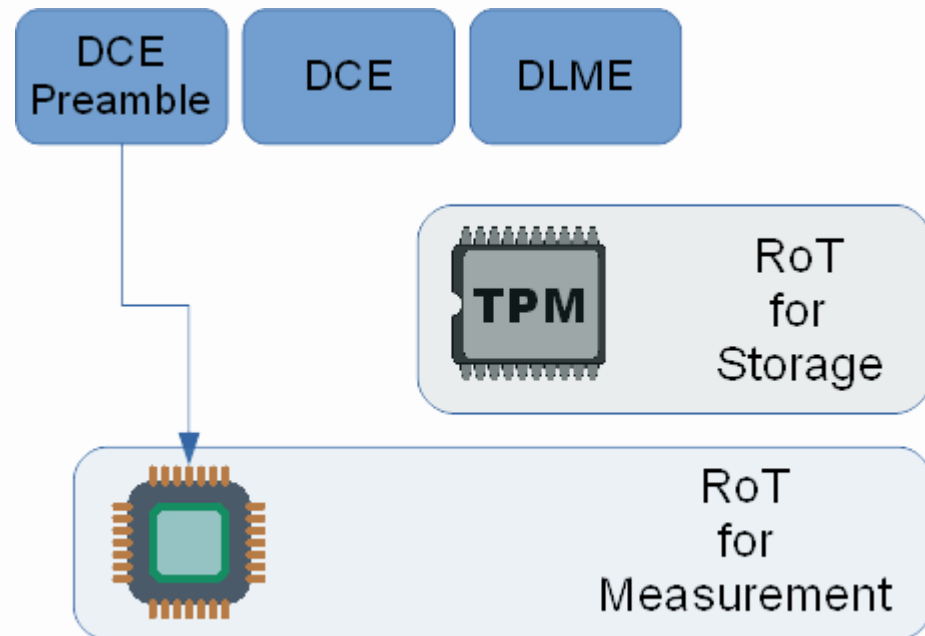 DCE
Preamble
DCE
DLME
TPM
RoT
for
Storage
RoT
for
Measurement